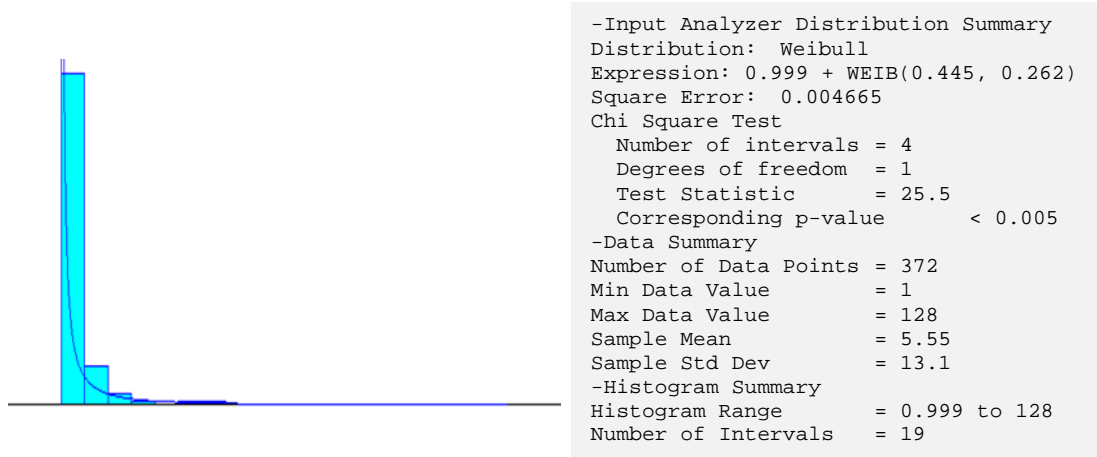 -Input Analyzer Distribution Summary
Distribution:  Weibull
Expression: 0.999 + WEIB(0.445, 0.262)
Square Error:  0.004665
Chi Square Test
  Number of intervals = 4
  Degrees of freedom  = 1
  Test Statistic      = 25.5
  Corresponding p-value      < 0.005
-Data Summary
Number of Data Points = 372
Min Data Value        = 1
Max Data Value        = 128
Sample Mean           = 5.55
Sample Std Dev        = 13.1
-Histogram Summary
Histogram Range       = 0.999 to 128
Number of Intervals   = 19